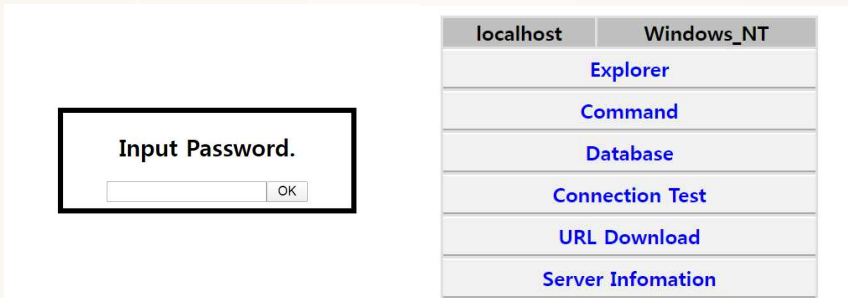 Input Password.
OK
localhost Windows_NT
Explorer
Command
Database
Connection Test
URL Download
Server Infomation